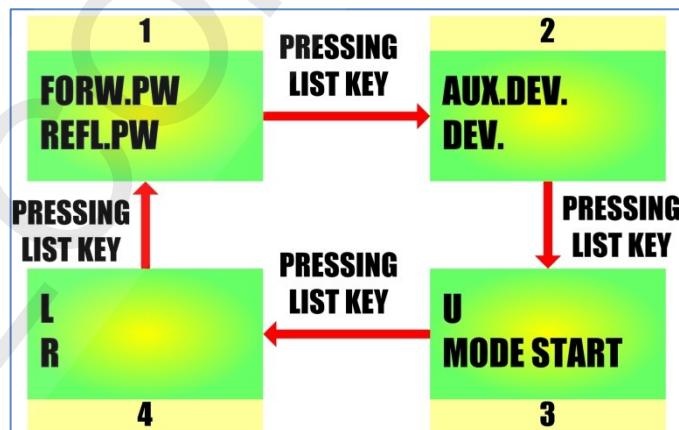 1
FORW.PW
REFL.PW
PRESSING
LIST KEY
2
AUX.DEV.
DEV.
PRESSING
LIST KEY
3
U
MODE START
PRESSING
LIST KEY
4
L
R
PRESSING
LIST KEY